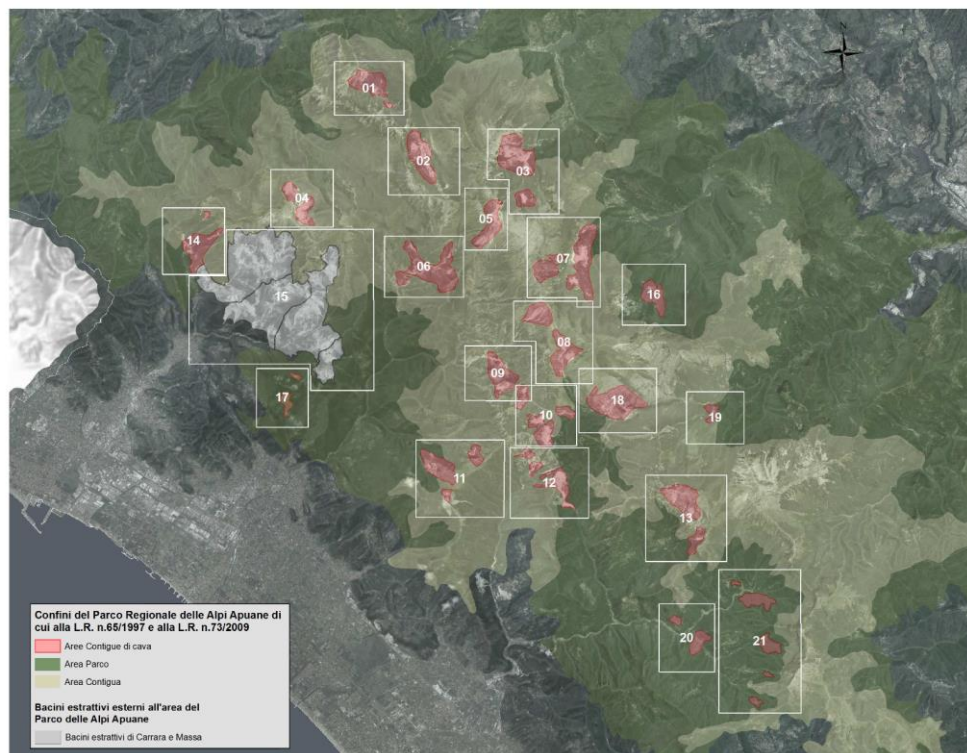 N
01
02
03
04
05
14
06
07
15
16
08
09
17
18
10
19
11
12
13
20
21
Confini del Parco Regionale delle Alpi Apuane di
cui alla L.R. n.65/1997 e alla L.R. n.73/2009
Aree Contigue di cava
Area Parco
Area Contigua
Bacini estrattivi esterni all'area del
Parco delle Alpi Apuane
Bacini estrattivi di Carrara e Massa